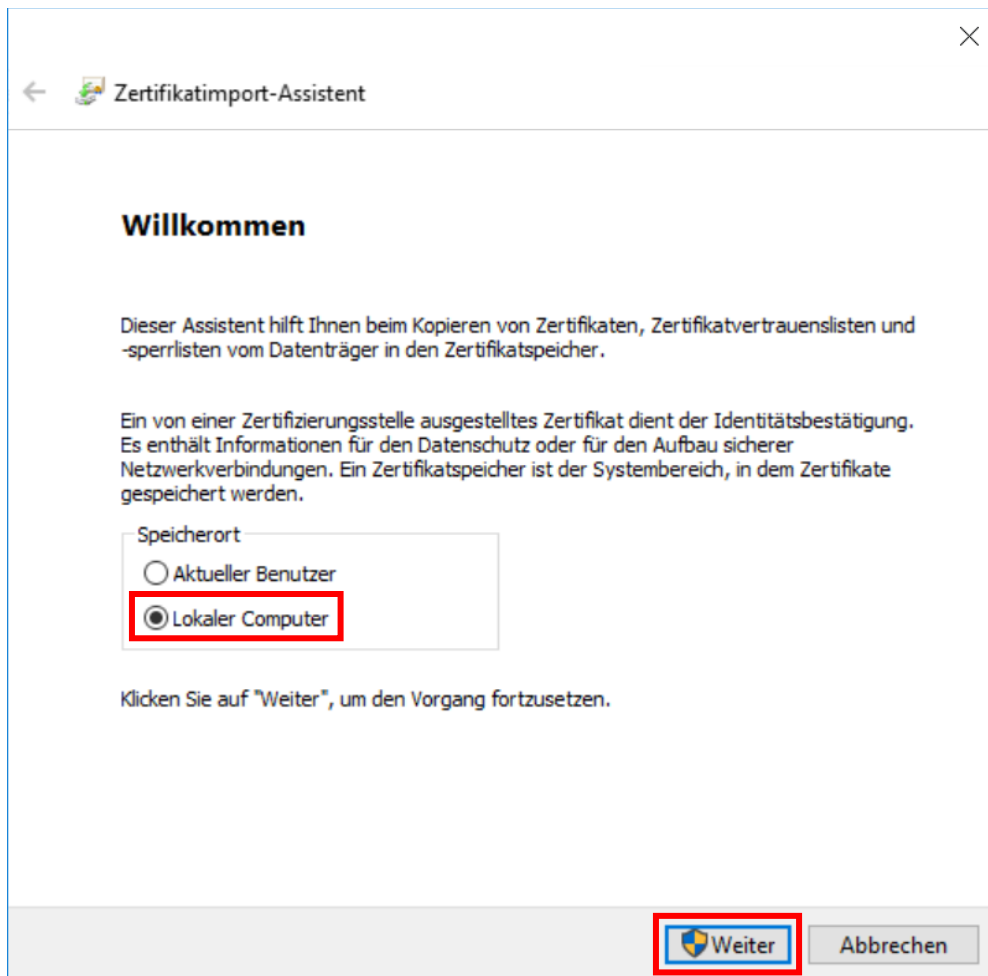 Zertifikatimport-Assistent
Willkommen
Dieser Assistent hilft Ihnen beim Kopieren von Zertifikaten, Zertifikatvertrauenslisten und
-sperrlisten vom Datenträger in den Zertifikatspeicher.
Ein von einer Zertifizierungsstelle ausgestelltes Zertifikat dient der Identitätsbestätigung.
Es enthält Informationen für den Datenschutz oder für den Aufbau sicherer
Netzwerkverbindungen. Ein Zertifikatspeicher ist der Systembereich, in dem Zertifikate
gespeichert werden.
Speicherort
Aktueller Benutzer
Lokaler Computer
Klicken Sie auf "Weiter", um den Vorgang fortzusetzen.
Weiter
Abbrechen